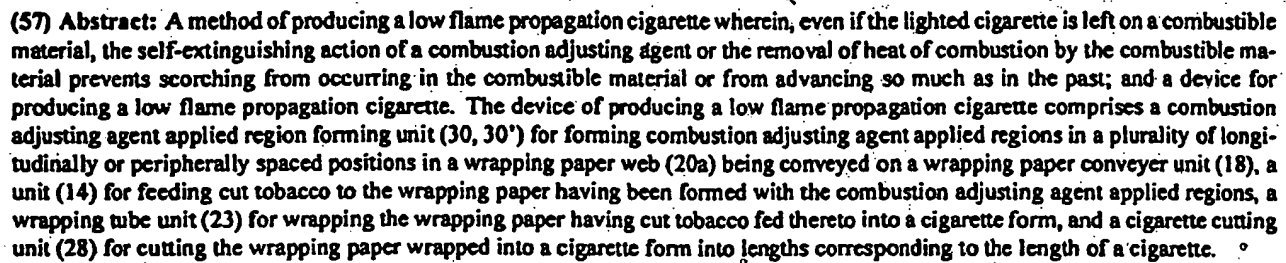 (57) Abstract: A method of producing a low flame propagation cigarette wherein, even if the lighted cigarette is left on a combustible
material, the self-extinguishing action of a combustion adjusting agent or the removal of heat of combustion by the combustible ma-
terial prevents scorching from occurring in the combustible material or from advancing so much as in the past; and a device for
producing a low flame propagation cigarette. The device of producing a low flame propagation cigarette comprises a combustion
adjusting agent applied region forming unit (30, 30') for forming combustion adjusting agent applied regions in a plurality of longi-
tudinally or peripherally spaced positions in a wrapping paper web (20a) being conveyed on a wrapping paper conveyer unit (18), a
unit (14) for feeding cut tobacco to the wrapping paper having been formed with the combustion adjusting agent applied regions, a
wrapping tube unit (23) for wrapping the wrapping paper having cut tobacco fed thereto into a cigarette form, and a cigarette cutting
unit (28) for cutting the wrapping paper wrapped into a cigarette form into lengths corresponding to the length of a cigarette.